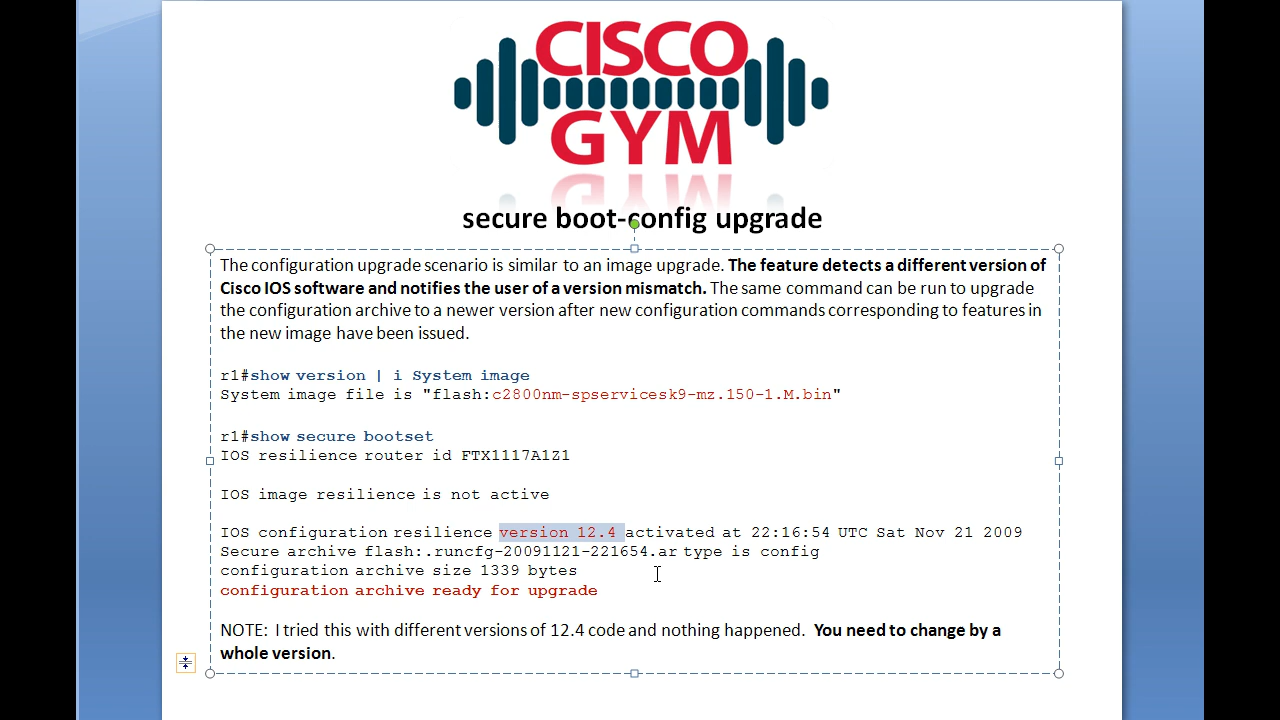 CISCO
GYM
secure boot-config upgrade
The configuration upgrade scenario is similar to an image upgrade. The feature detects a different version of
Cisco IOS software and notifies the user of a version mismatch. The same command can be run to upgrade
the configuration archive to a newer version after new configuration commands corresponding to features in
the new image have been issued.
r1#show version | i System image
System image file is "flash:c2800nm-spservicesk9-mz.150-1.M.bin"
r1#show secure bootset
IOS resilience router id FTX1117A1Z1
IOS image resilience is not active
IOS configuration resilience version 12.4 activated at 22:16:54 UTC Sat Nov 21 2009
Secure archive flash:.runcfg-20091121-221654.ar type is config
configuration archive size 1339 bytes
configuration archive ready for upgrade
NOTE: I tried this with different versions of 12.4 code and nothing happened. You need to change by a
whole version.